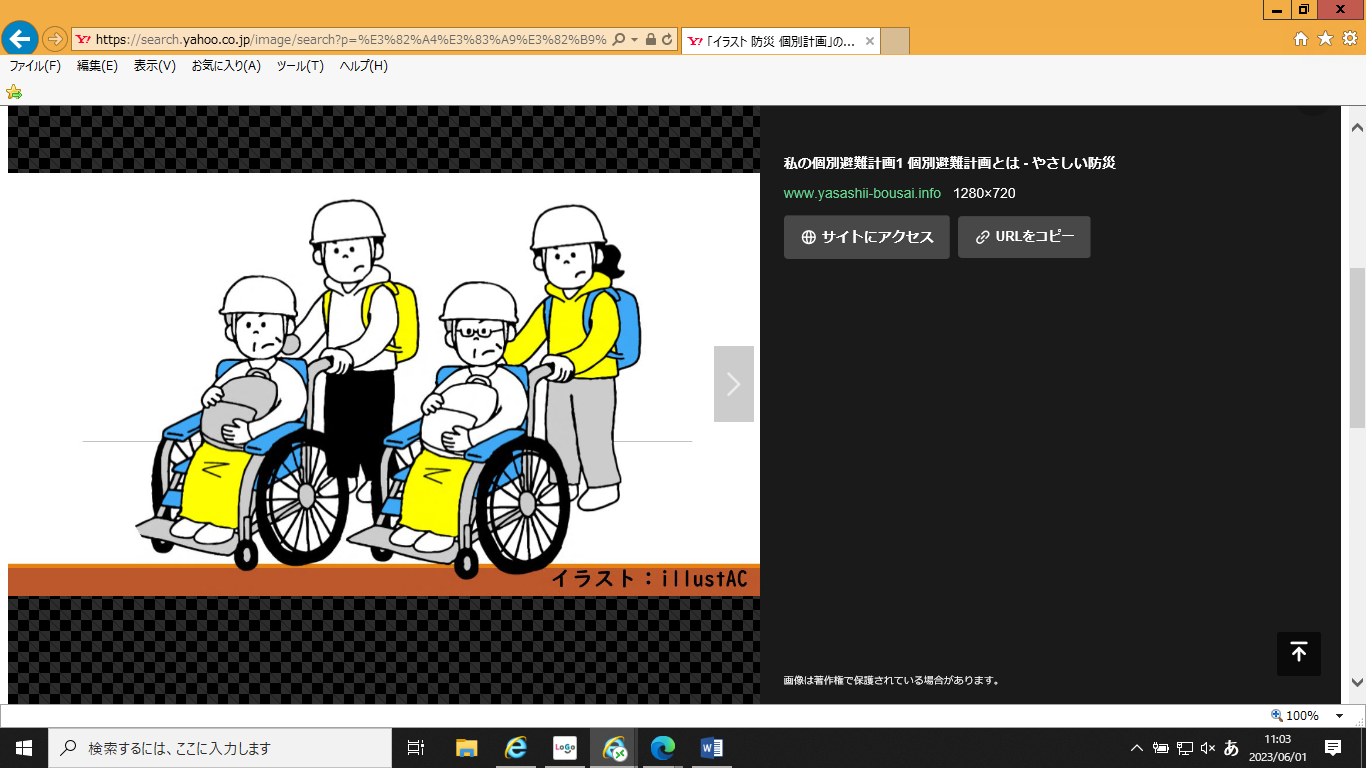 https://search.yahoo.co.jp/image/search?p=%E3%82%A4%E3%83%A9%E3%82%B9%
「イラスト 防災 個別計画」の...
ファイル(F) 編集(E) 表示(V) お気に入り(A) ツール(T) ヘルプ(H)
私の個別避難計画1 個別避難計画とは - やさしい防災
www.yasashii-bousai.info 1280×720
サイトにアクセス URLをコピー
イラスト：illustAC
画像は著作権で保護されている場合があります。
100%
検索するには、ここに入力します
LoGo
あ
11:03
2023/06/01